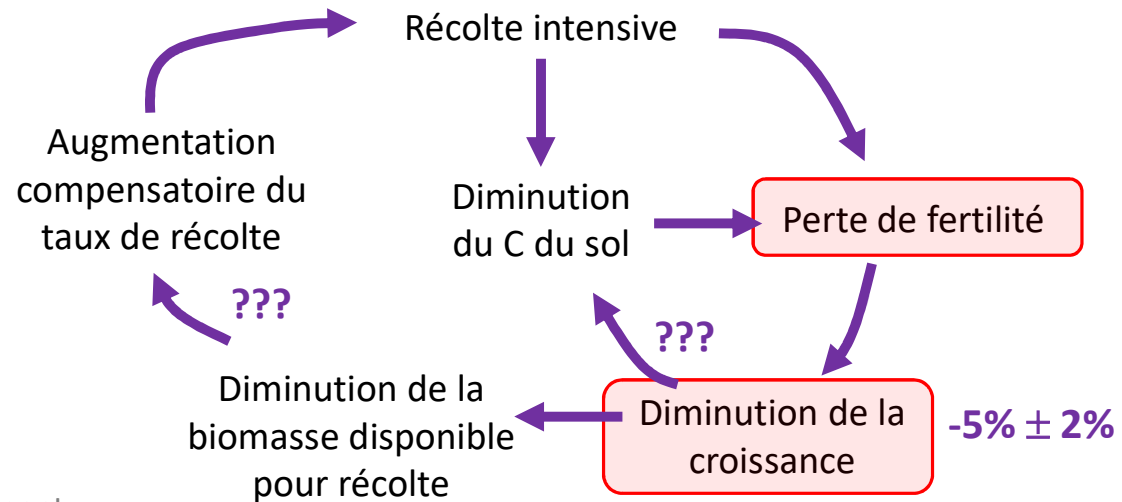 Récolte intensive
Augmentation
compensatoire du
taux de récolte
Diminution
du C du sol
Perte de fertilité
???
???
Diminution de la
biomasse disponible
pour récolte
Diminution de la
croissance
-5% ± 2%